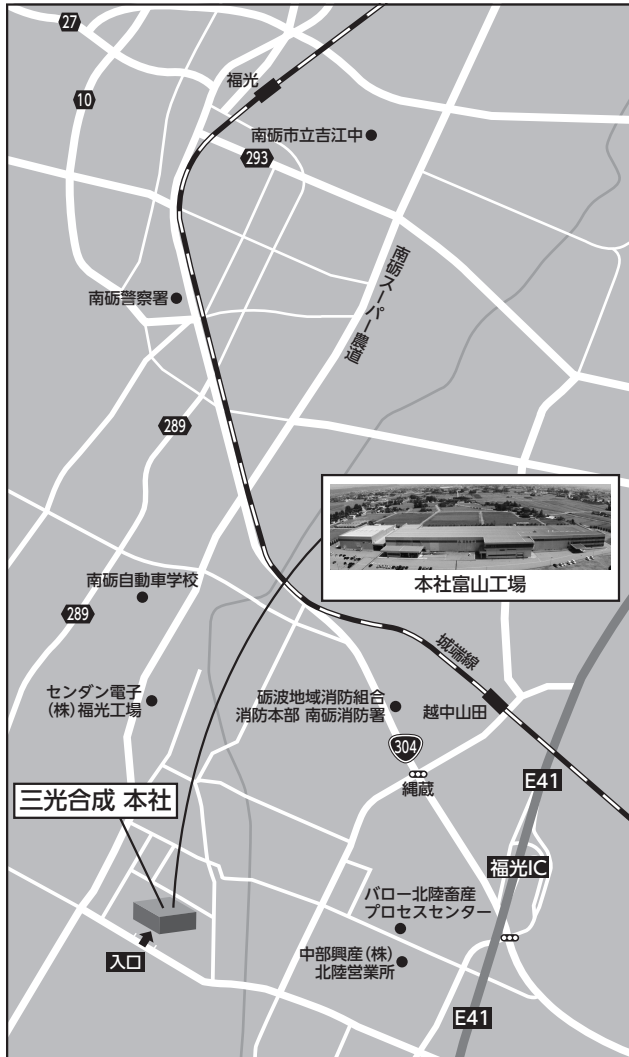 27
福光
10
南砺市立吉江中
293
南砺スーパー農道
南砺警察署
289
本社富山工場
南砺自動車学校
289
城端線
センダン電子
(株)福光工場
砺波地域消防組合
消防本部 南砺消防署
越中山田
304
縄蔵
E41
三光合成 本社
福光IC
バロー北陸畜産
プロセスセンター
入口
中部興産(株)
北陸営業所
E41